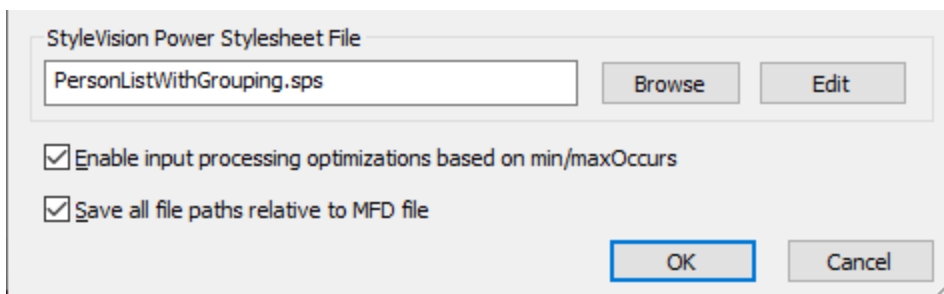 StyleVision Power Stylesheet File
PersonListWithGrouping.sps
Browse
Edit
Enable input processing optimizations based on min/maxOccurs
Save all file paths relative to MFD file
OK
Cancel